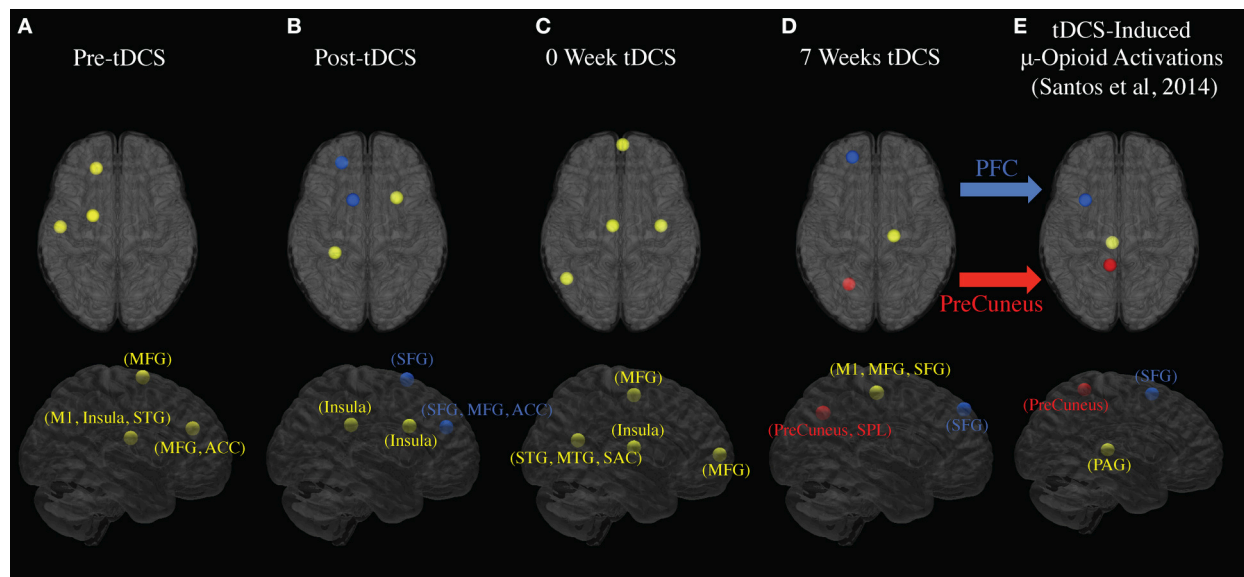 A
Pre-tDCS
B
Post-tDCS
C
0 Week tDCS
D
7 Weeks tDCS
E
tDCS-Induced
μ-Opioid Activations
(Santos et al, 2014)
PFC
PreCuneus
(MFG)
(M1, Insula, STG)
(MFG, ACC)
(SFG)
(Insula)
(SFG, MFG, ACC)
(Insula)
(MFG)
(Insula)
(STG, MTG, SAC)
(MFG)
(M1, MFG, SFG)
(PreCuneus, SPL)
(SFG)
(SFG)
(PreCuneus)
(PAG)